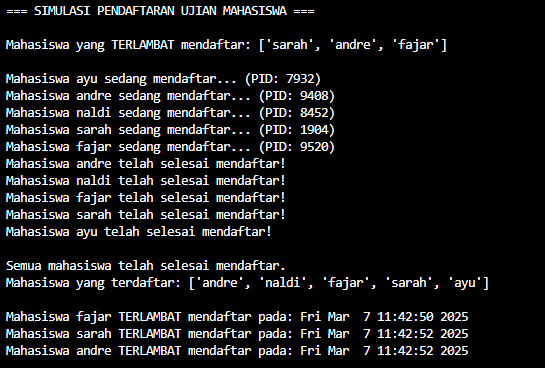 === SIMULASI PENDAFTARAN UJIAN MAHASISWA ===
Mahasiswa yang TERLAMBAT mendaftar: ['sarah', 'andre', 'fajar']
Mahasiswa ayu sedang mendaftar... (PID: 7932)
Mahasiswa andre sedang mendaftar... (PID: 9408)
Mahasiswa naldi sedang mendaftar... (PID: 8452)
Mahasiswa sarah sedang mendaftar... (PID: 1904)
Mahasiswa fajar sedang mendaftar... (PID: 9520)
Mahasiswa andre telah selesai mendaftar!
Mahasiswa naldi telah selesai mendaftar!
Mahasiswa fajar telah selesai mendaftar!
Mahasiswa sarah telah selesai mendaftar!
Mahasiswa ayu telah selesai mendaftar!
Semua mahasiswa telah selesai mendaftar.
Mahasiswa yang terdaftar: ['andre', 'naldi', 'fajar', 'sarah', 'ayu']
Mahasiswa fajar TERLAMBAT mendaftar pada: Fri Mar  7 11:42:50 2025
Mahasiswa sarah TERLAMBAT mendaftar pada: Fri Mar  7 11:42:52 2025
Mahasiswa andre TERLAMBAT mendaftar pada: Fri Mar  7 11:42:52 2025